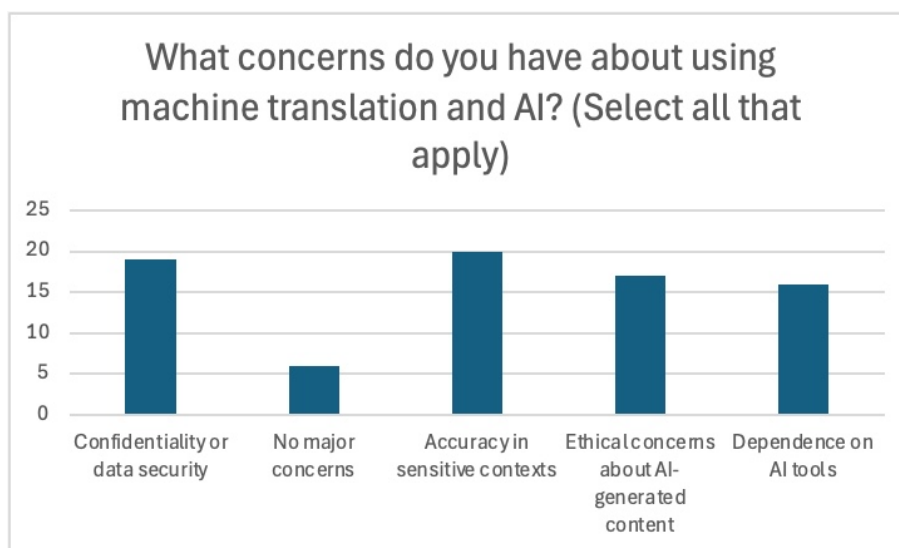 What concerns do you have about using
machine translation and AI? (Select all that
apply)
25
20
15
10
5
0
Confidentiality or
data security
No major
concerns
Accuracy in
sensitive contexts
Ethical concerns
about AI-
generated
content
Dependence on
AI tools